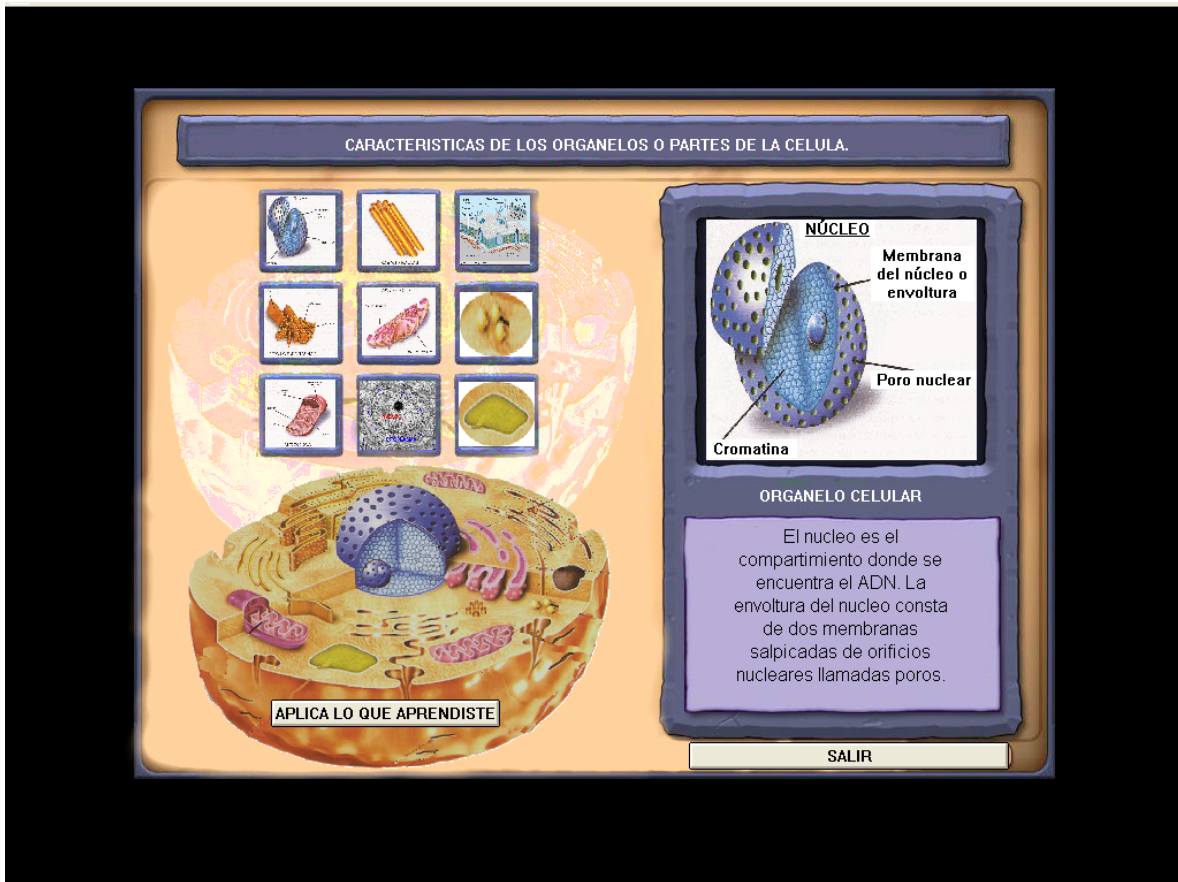 CARACTERISTICAS DE LOS ORGANELOS O PARTES DE LA CELULA.
NÚCLEO
Membrana
del núcleo o
envoltura
Poro nuclear
Cromatina
ORGANELO CELULAR
El nucleo es el
compartimiento donde se
encuentra el ADN. La
envoltura del nucleo consta
de dos membranas
salpicadas de orificios
nucleares llamadas poros.
APLICA LO QUE APRENDISTE
SALIR